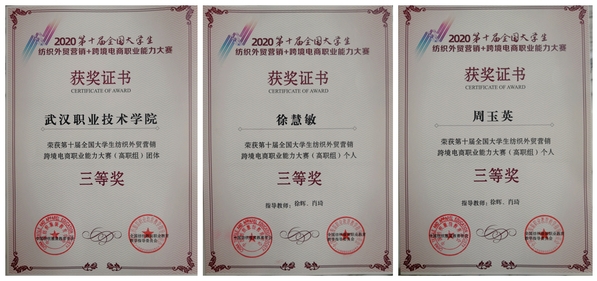 2020第十届全国大学生
纺织外贸营销+跨境电商职业能力大赛
获奖证书
CERTIFICATE OF AWARD
武汉职业技术学院
荣获第十届全国大学生纺织外贸营销
跨境电商职业能力大赛（高职组）团体
三等奖
2020第十届全国大学生
纺织外贸营销+跨境电商职业能力大赛
获奖证书
CERTIFICATE OF AWARD
徐慧敏
荣获第十届全国大学生纺织外贸营销
跨境电商职业能力大赛（高职组）个人
三等奖
指导教师：徐晖、肖琦
2020第十届全国大学生
纺织外贸营销+跨境电商职业能力大赛
获奖证书
CERTIFICATE OF AWARD
周玉英
荣获第十届全国大学生纺织外贸营销
跨境电商职业能力大赛（高职组）个人
三等奖
指导教师：徐晖、肖琦